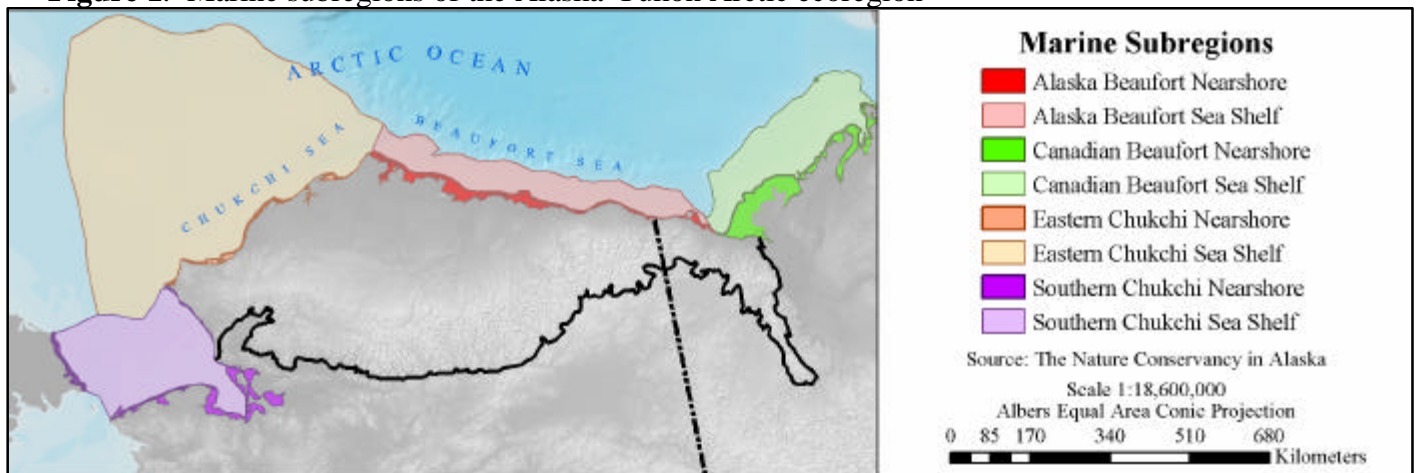 Figure 2. Marine subregions of the Alaska-Yukon Arctic ecoregion
ARCTIC OCEAN
BEAUFORT SEA
CHUKCHI SEA
Marine Subregions
Alaska Beaufort Nearshore
Alaska Beaufort Sea Shelf
Canadian Beaufort Nearshore
Canadian Beaufort Sea Shelf
Eastern Chukchi Nearshore
Eastern Chukchi Sea Shelf
Southern Chukchi Nearshore
Southern Chukchi Sea Shelf
Source: The Nature Conservancy in Alaska
Scale 1:18,600,000
Albers Equal Area Conic Projection
0 85 170 340 510 680
Kilometers